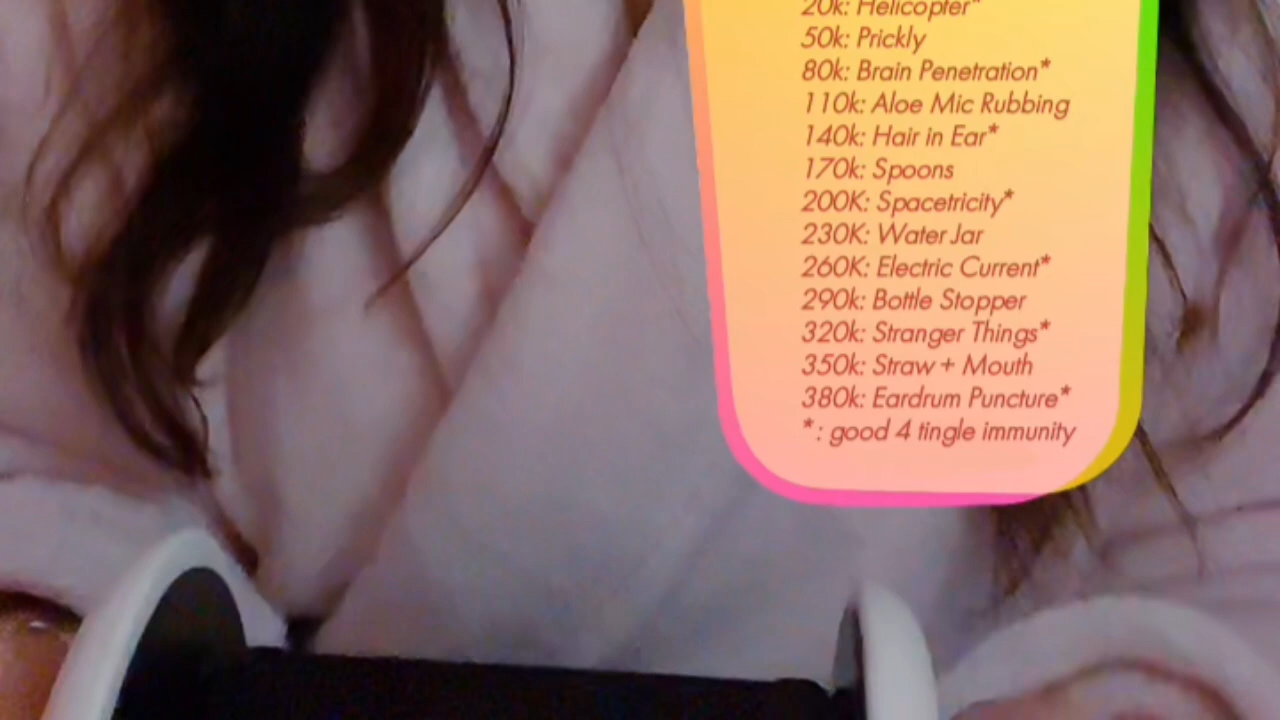 20k: Helicopter*
50k: Prickly
80k: Brain Penetration*
110k: Aloe Mic Rubbing
140k: Hair in Ear*
170k: Spoons
200K: Spacetricity*
230K: Water Jar
260K: Electric Current*
290k: Bottle Stopper
320k: Stranger Things*
350k: Straw + Mouth
380k: Eardrum Puncture*
*: good 4 tingle immunity